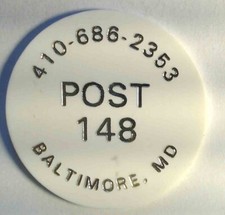 410-686-2353
POST
148
BALTIMORE, MD